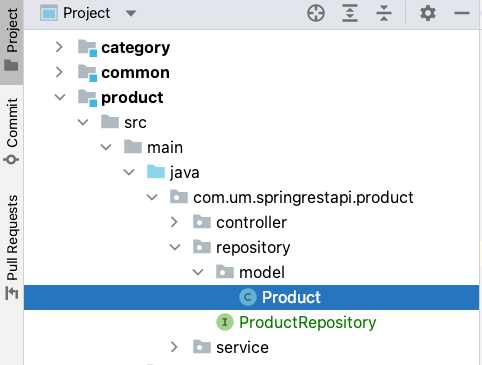 Project
category
common
product
src
main
java
com.um.springrestapi.product
controller
repository
model
C Product
I ProductRepository
service
Project
Commit
Pull Requests